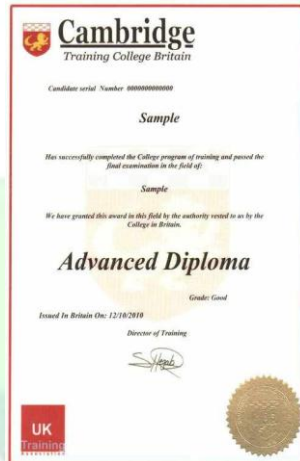 Cambridge
Training College Britain
Candidate serial Number 0000000000000
Sample
Has successfully completed the College program of training and passed the
final examination in the field of:
Sample
We have granted this award in this field by the authority vested to us by the
College in Britain.
Advanced Diploma
Grade: Good
Issued In Britain On: 12/10/2010
Director of Training
UK
Training